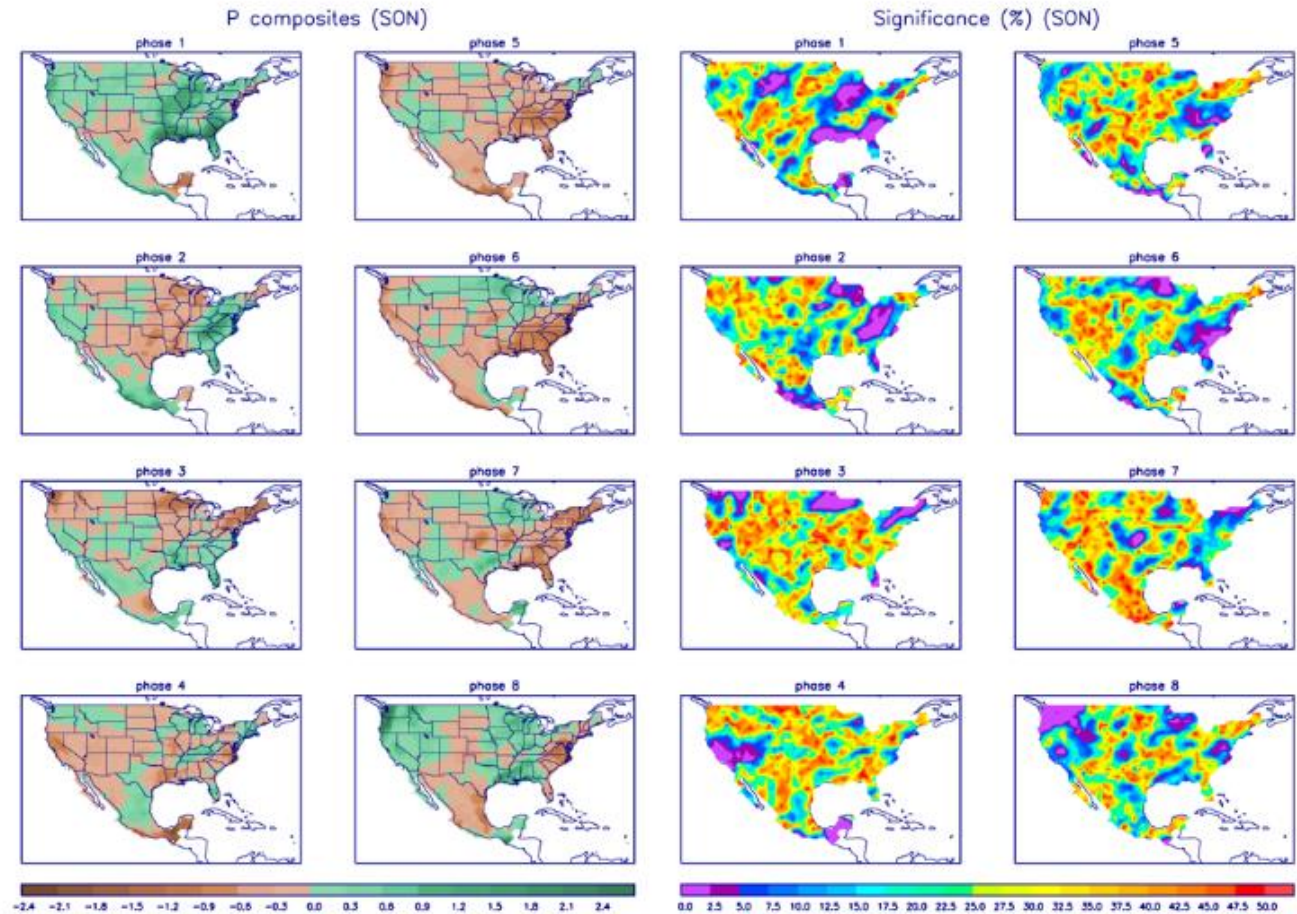 P composites (SON)
Significance (%) (SON)
phase 1
phase 5
phase 1
phase 5
phase 2
phase 6
phase 2
phase 6
phase 3
phase 7
phase 3
phase 7
phase 4
phase 8
phase 4
phase 8
-2.4 -2.1 -1.8 -1.5 -1.2 -0.9 -0.6 -0.3 0.0 0.3 0.6 0.9 1.2 1.5 1.8 2.1 2.4
0.0 2.5 5.0 7.5 10.0 12.5 15.0 17.5 20.0 22.5 25.0 27.5 30.0 32.5 35.0 37.5 40.0 42.5 45.0 47.5 50.0